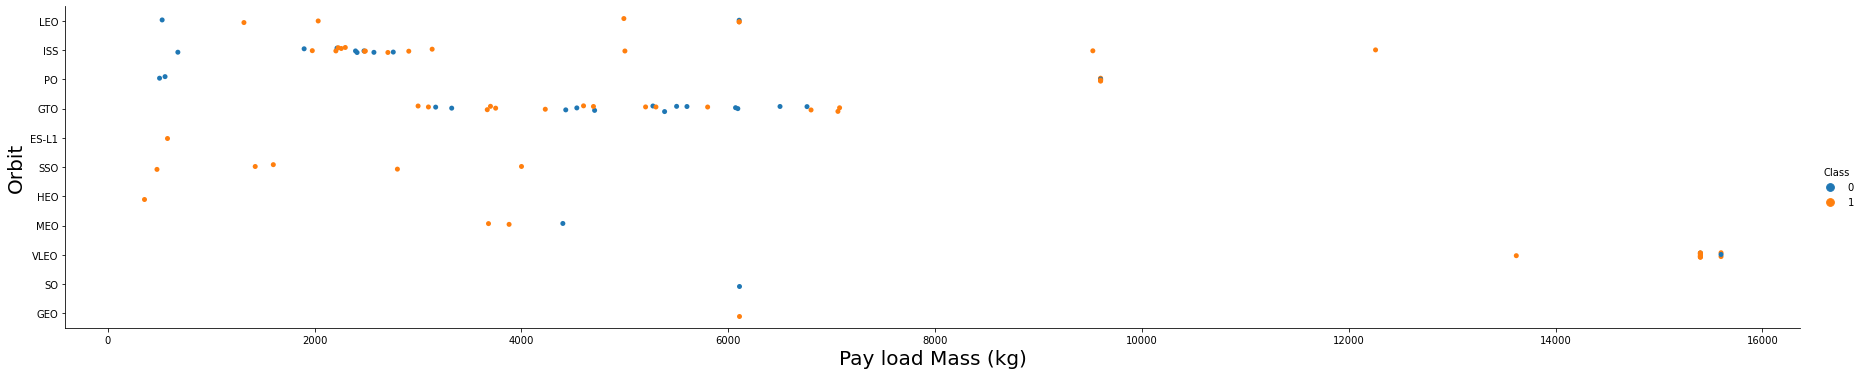 Orbit
LEO
ISS
PO
GTO
ES-L1
SSO
HEO
MEO
VLEO
SO
GEO
0 2000 4000 6000 8000 10000 12000 14000 16000
Pay load Mass (kg)
Class
0
1